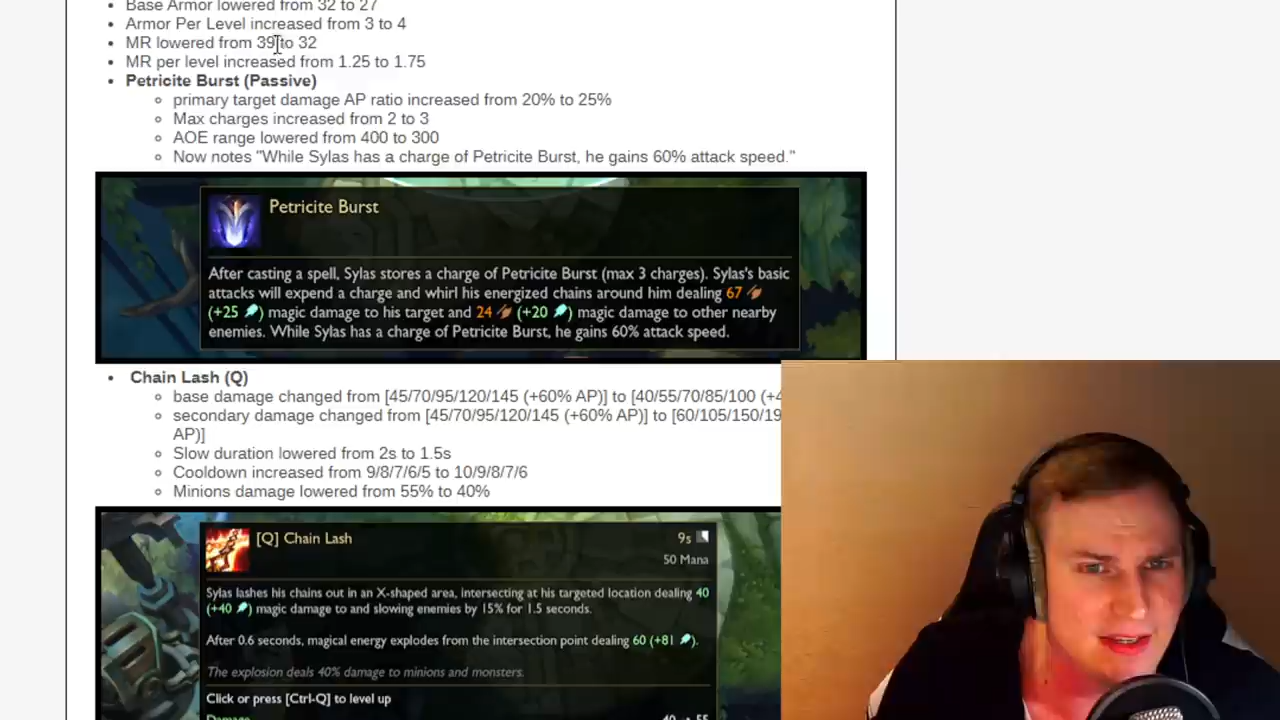 Base Armor lowered from 32 to 27
Armor Per Level increased from 3 to 4
MR lowered from 39 to 32
MR per level increased from 1.25 to 1.75
Petricite Burst (Passive)
primary target damage AP ratio increased from 20% to 25%
Max charges increased from 2 to 3
AOE range lowered from 400 to 300
Now notes "While Sylas has a charge of Petricite Burst, he gains 60% attack speed."
Petricite Burst
After casting a spell, Sylas stores a charge of Petricite Burst (max 3 charges). Sylas's basic
attacks will expend a charge and whirl his energized chains around him dealing 67
(+25 ) magic damage to his target and 24 (+20 ) magic damage to other nearby
enemies. While Sylas has a charge of Petricite Burst, he gains 60% attack speed.
Chain Lash (Q)
base damage changed from [45/70/95/120/145 (+60% AP)] to [40/55/70/85/100 (+4
secondary damage changed from [45/70/95/120/145 (+60% AP)] to [60/105/150/19
AP)]
Slow duration lowered from 2s to 1.5s
Cooldown increased from 9/8/7/6/5 to 10/9/8/7/6
Minions damage lowered from 55% to 40%
[Q] Chain Lash 9s
50 Mana
Sylas lashes his chains out in an X-shaped area, intersecting at his targeted location dealing 40
(+40 ) magic damage to and slowing enemies by 15% for 1.5 seconds.
After 0.6 seconds, magical energy explodes from the intersection point dealing 60 (+81 ).
The explosion deals 40% damage to minions and monsters.
Click or press [Ctrl-Q] to level up
Damage 40 55